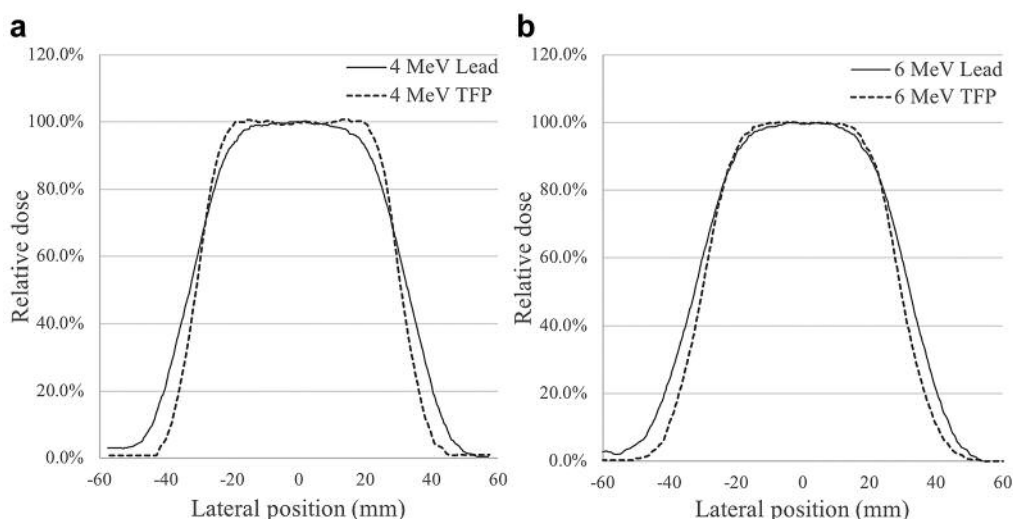 a
120.0%
100.0%
80.0%
60.0%
40.0%
20.0%
0.0%
-60 -40 -20 0 20 40 60
Relative dose
Lateral position (mm)
4 MeV Lead
4 MeV TFP
b
120.0%
100.0%
80.0%
60.0%
40.0%
20.0%
0.0%
-60 -40 -20 0 20 40 60
Relative dose
Lateral position (mm)
6 MeV Lead
6 MeV TFP